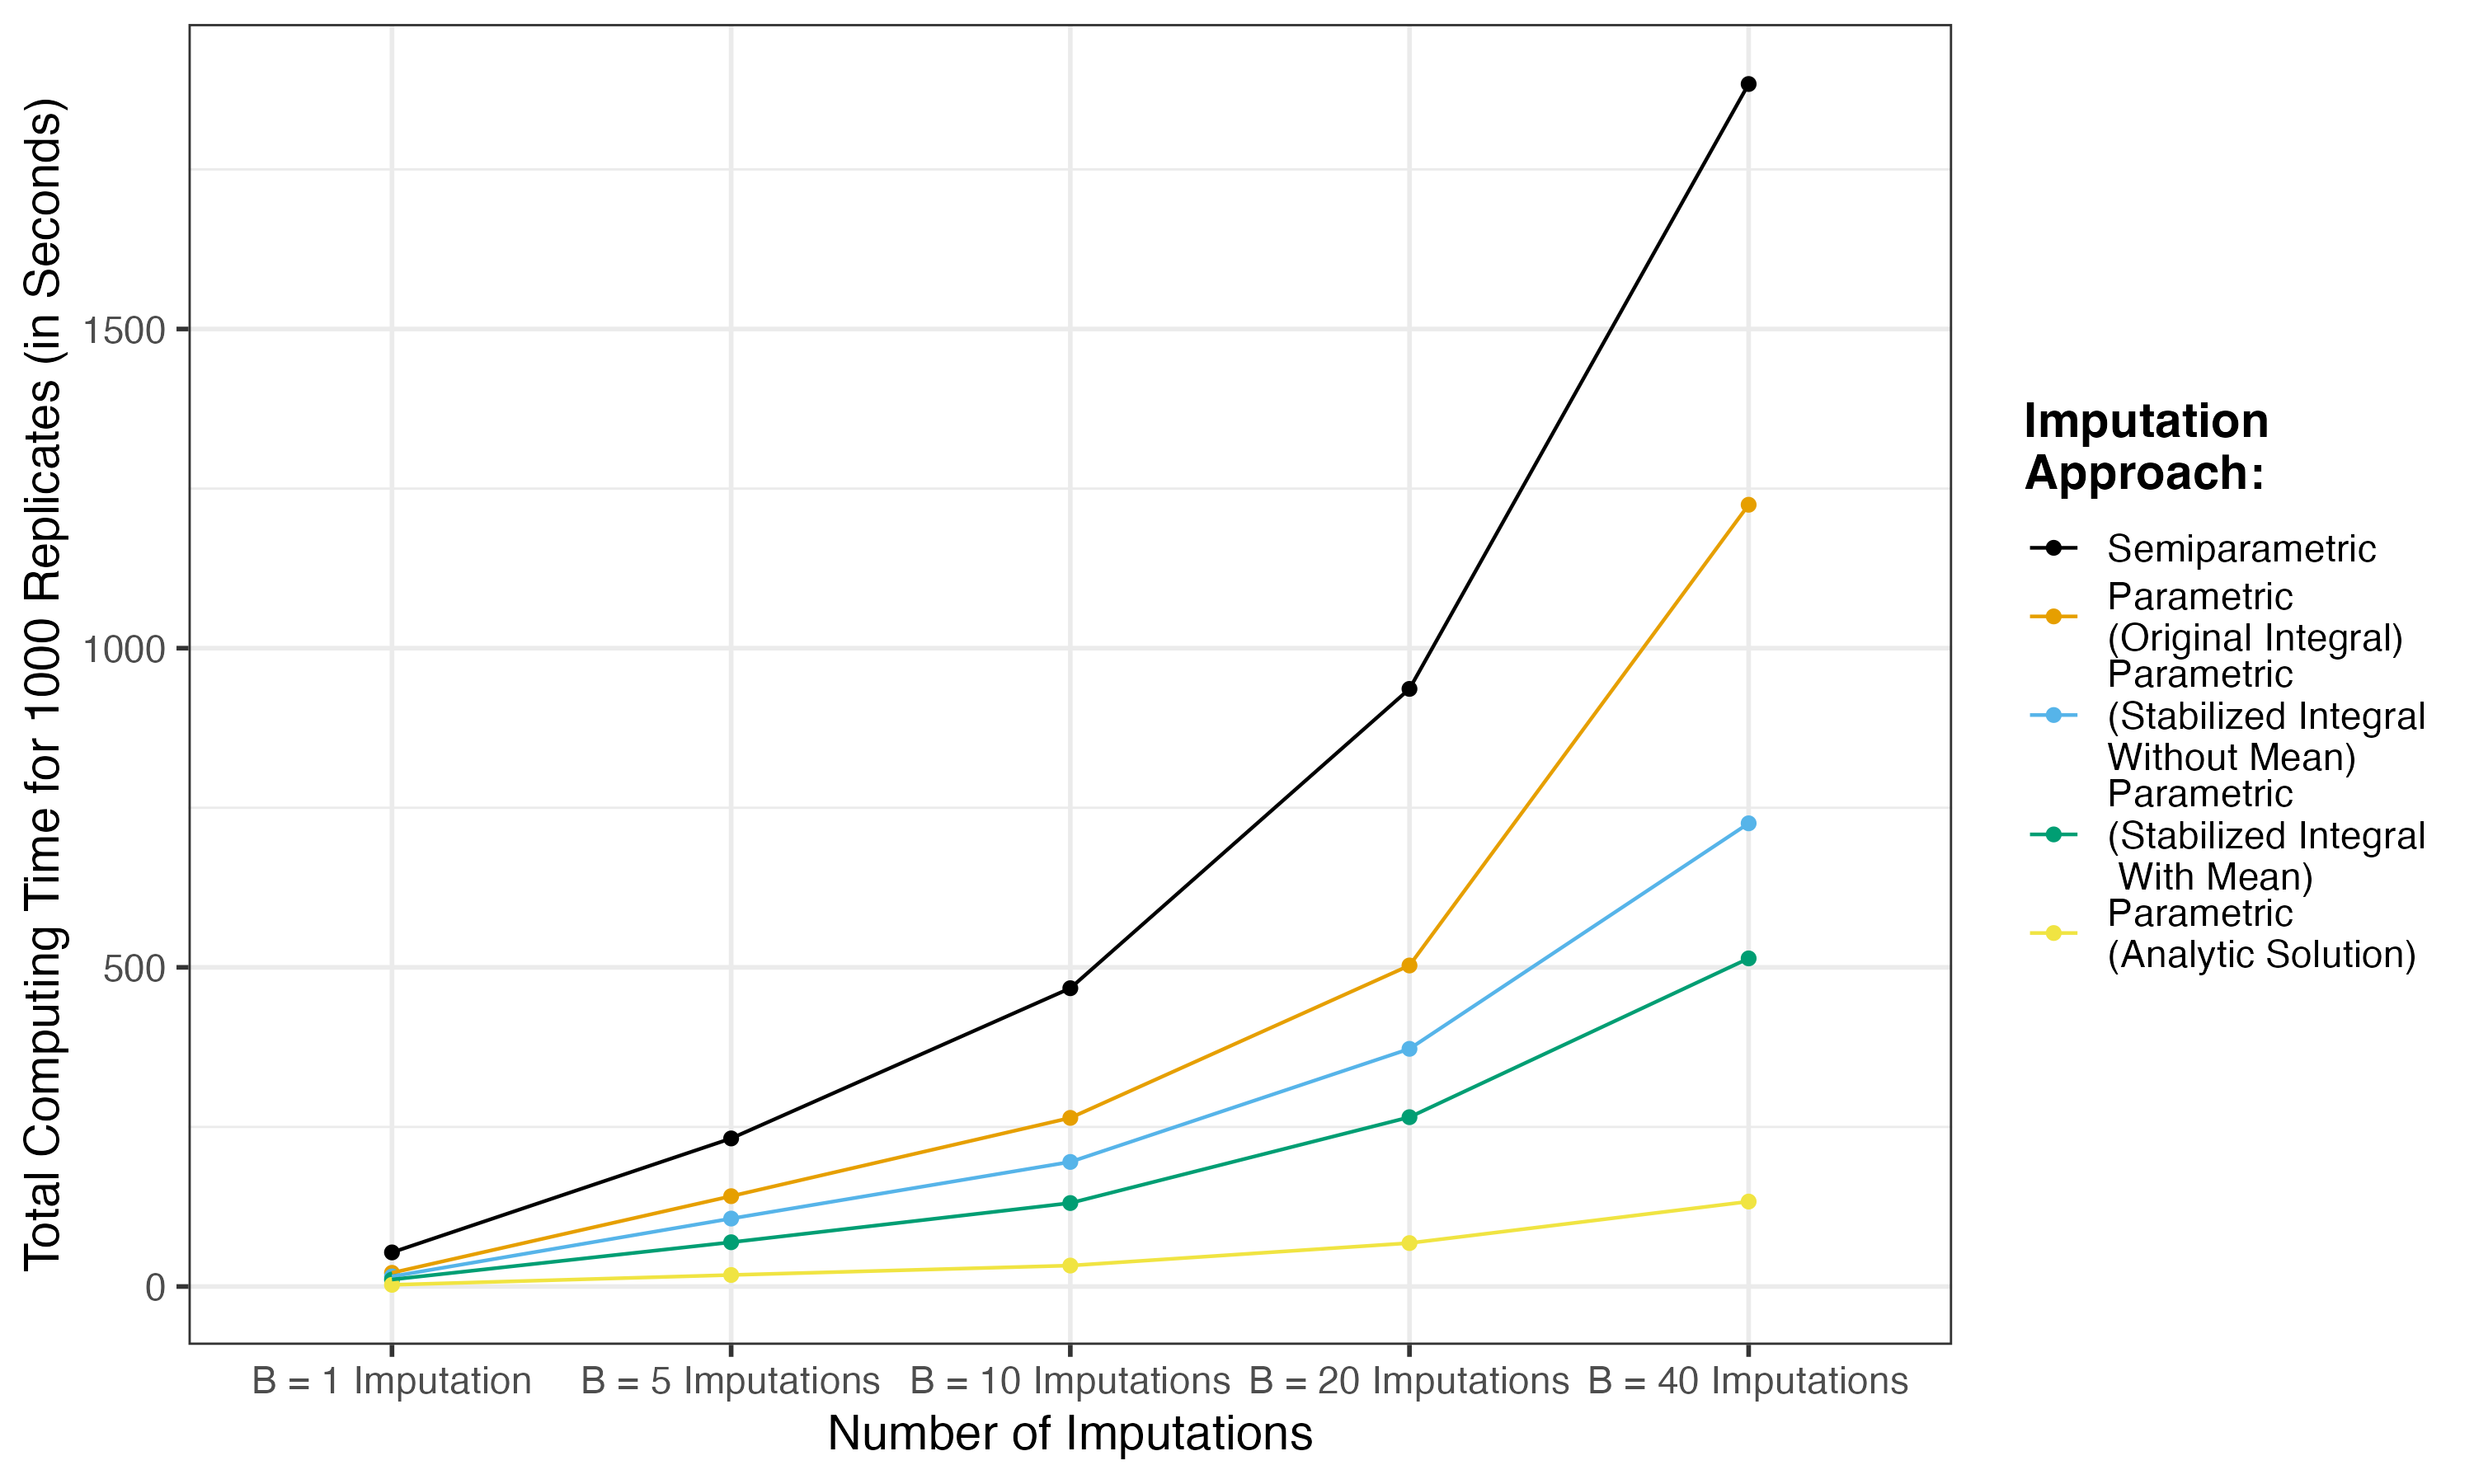 Total Computing Time for 1000 Replicates (in Seconds)
1500
1000
500
0
B = 1 Imputation
B = 5 Imputations
B = 10 Imputations
B = 20 Imputations
B = 40 Imputations
Number of Imputations
Imputation
Approach:
Semiparametric
Parametric
(Original Integral)
Parametric
(Stabilized Integral
Without Mean)
Parametric
(Stabilized Integral
With Mean)
Parametric
(Analytic Solution)